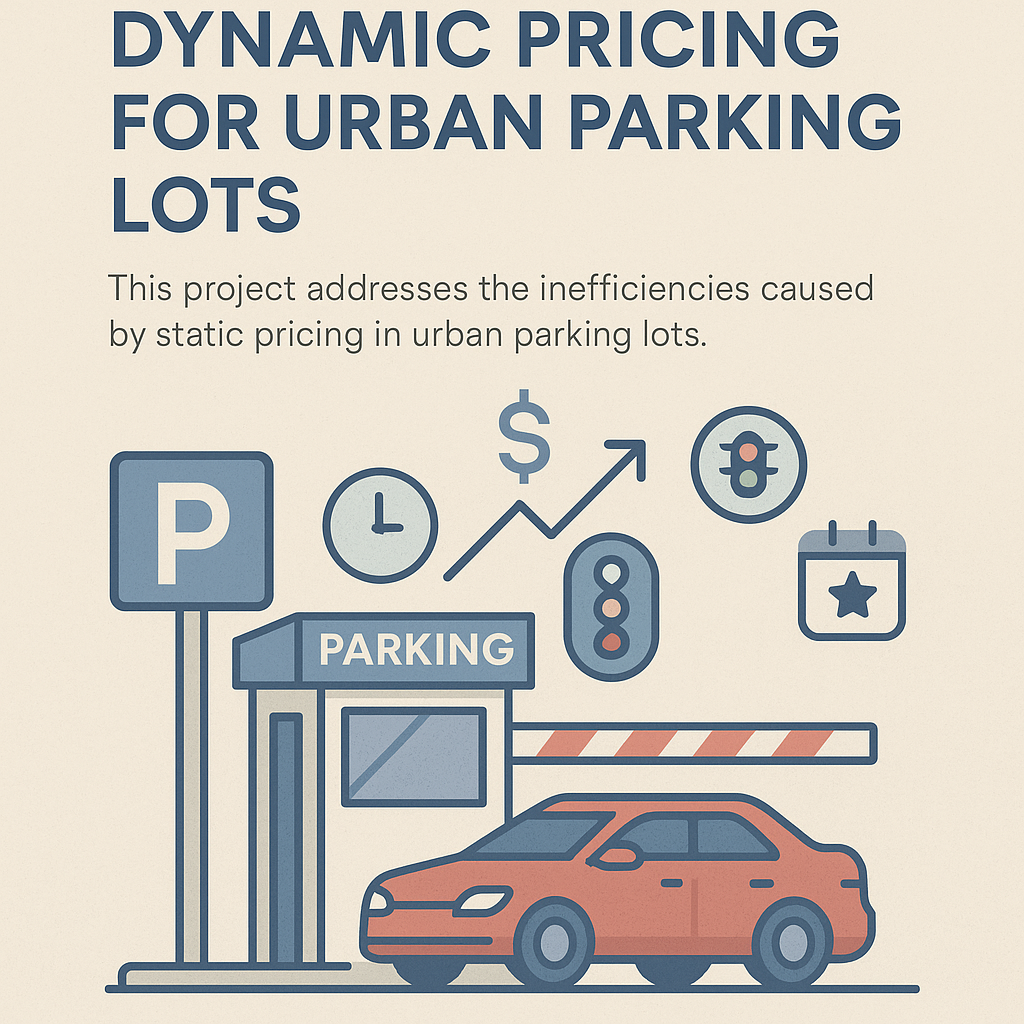 DYNAMIC PRICING
FOR URBAN PARKING
LOTS
This project addresses the inefficiencies caused
by static pricing in urban parking lots.
$
P
PARKING